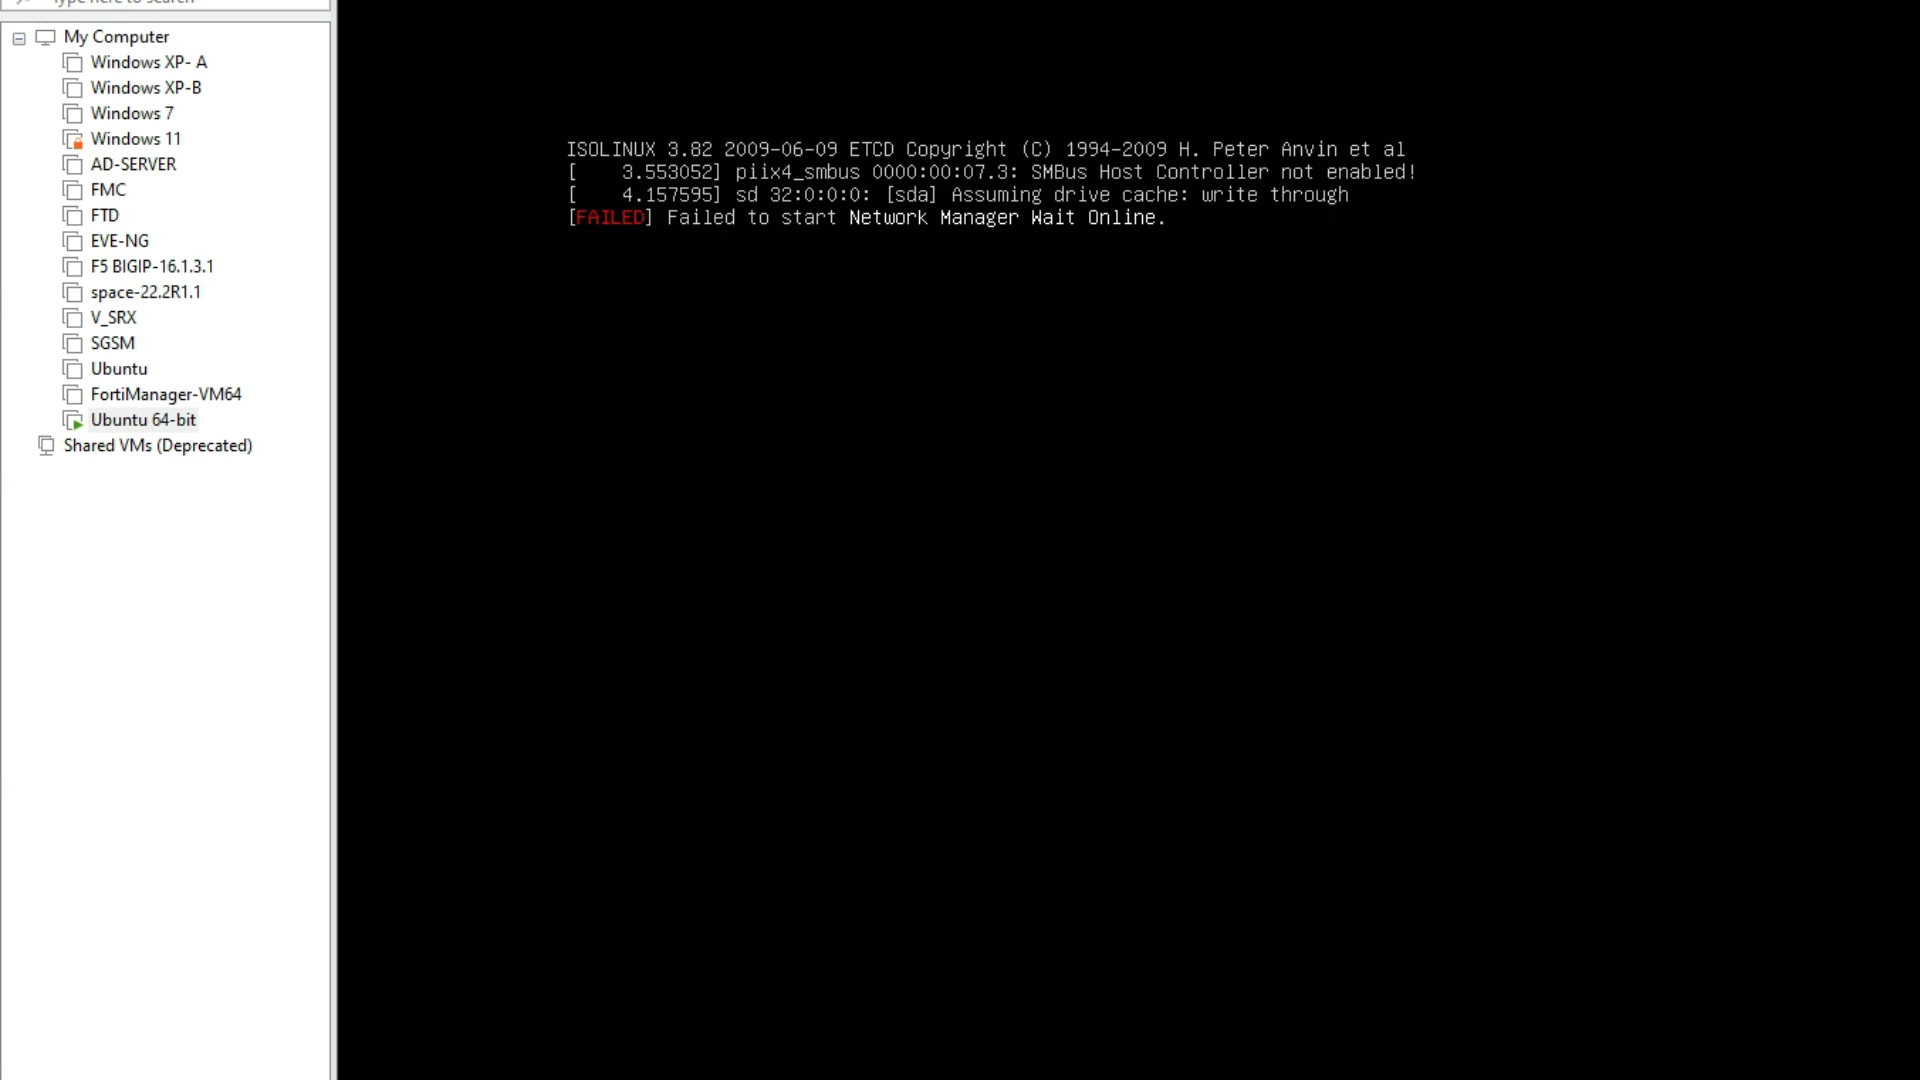 Type here to search
My Computer
Windows XP- A
Windows XP-B
Windows 7
Windows 11
AD-SERVER
FMC
FTD
EVE-NG
F5 BIGIP-16.1.3.1
space-22.2R1.1
V_SRX
SGSM
Ubuntu
FortiManager-VM64
Ubuntu 64-bit
Shared VMs (Deprecated)
ISOLINUX 3.82 2009-06-09 ETCD Copyright (C) 1994-2009 H. Peter Anvin et al
[    3.553052] piix4_smbus 0000:00:07.3: SMBus Host Controller not enabled!
[    4.157595] sd 32:0:0:0: [sda] Assuming drive cache: write through
[FAILED] Failed to start Network Manager Wait Online.